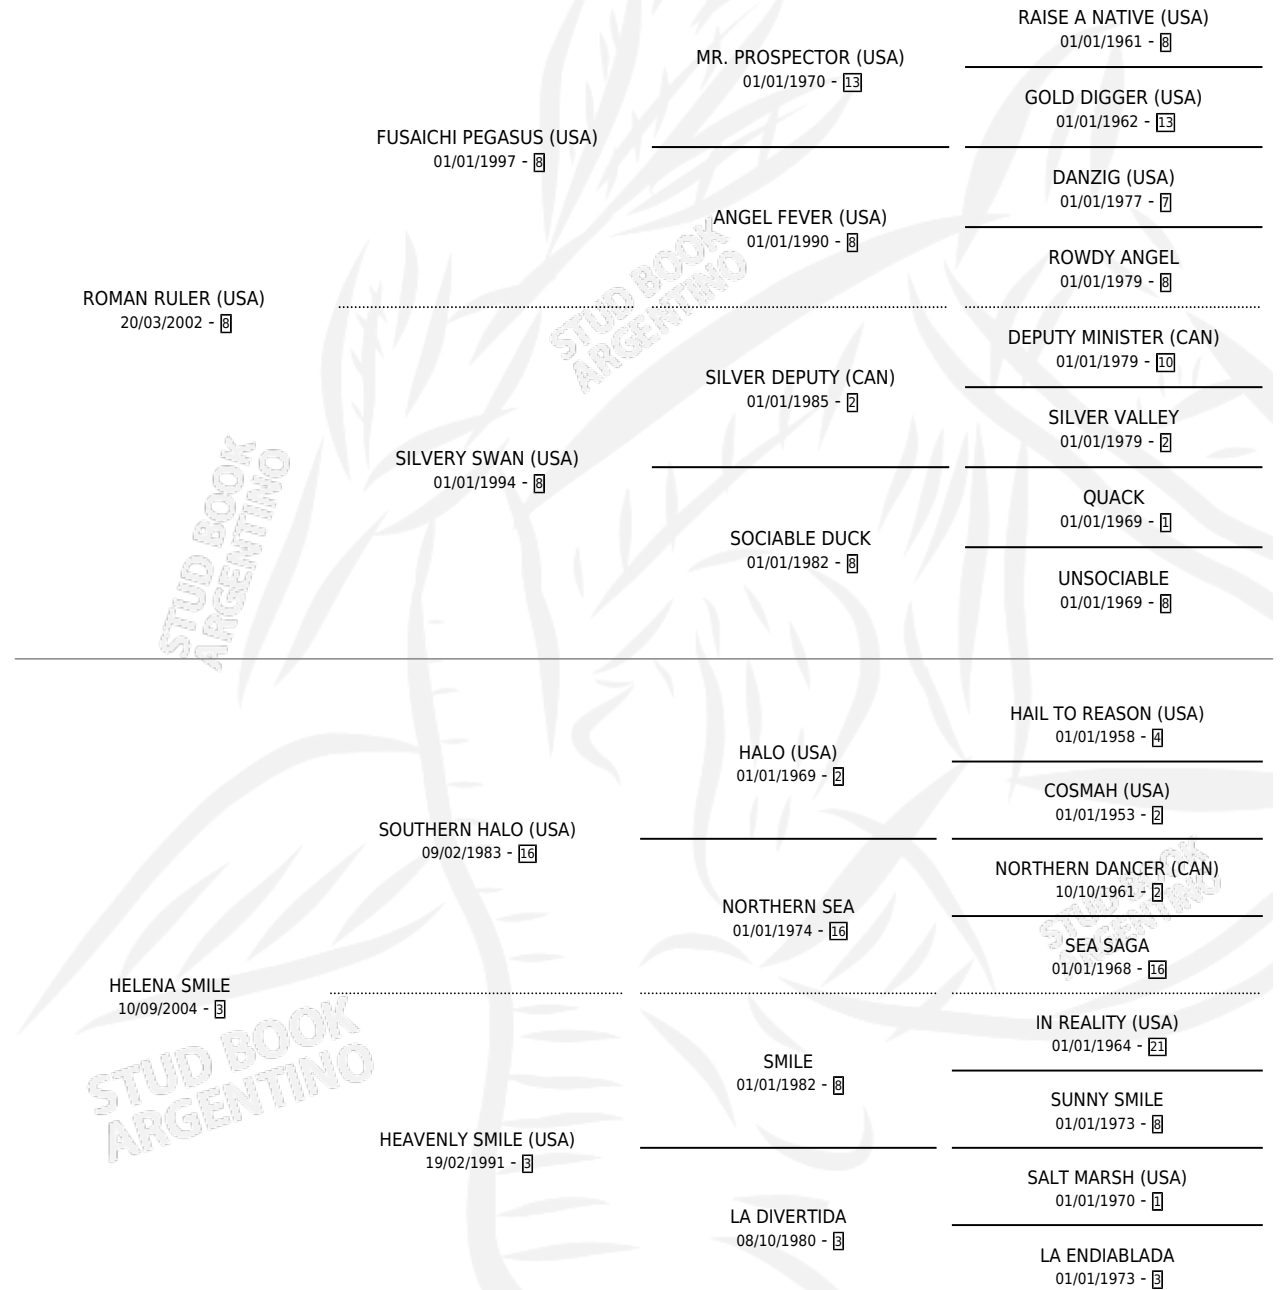 RAISE A NATIVE (USA)
01/01/1961 - 8
MR. PROSPECTOR (USA)
01/01/1970 - 13
GOLD DIGGER (USA)
01/01/1962 - 13
FUSAICHI PEGASUS (USA)
01/01/1997 - 8
DANZIG (USA)
01/01/1977 - 7
ANGEL FEVER (USA)
01/01/1990 - 8
ROWDY ANGEL
01/01/1979 - 8
ROMAN RULER (USA)
20/03/2002 - 8
STUD BOOK
ARGENTINO
DEPUTY MINISTER (CAN)
01/01/1979 - 10
SILVER DEPUTY (CAN)
01/01/1985 - 2
SILVER VALLEY
01/01/1979 - 2
SILVERY SWAN (USA)
01/01/1994 - 8
QUACK
01/01/1969 - 1
SOCIABLE DUCK
01/01/1982 - 8
UNSOCIABLE
01/01/1969 - 8
STUD BOOK
ARGENTINO
HAIL TO REASON (USA)
01/01/1958 - 4
HALO (USA)
01/01/1969 - 2
COSMAH (USA)
01/01/1953 - 2
SOUTHERN HALO (USA)
09/02/1983 - 16
NORTHERN DANCER (CAN)
10/10/1961 - 2
NORTHERN SEA
01/01/1974 - 16
STUD BOOK
ARGENTINO
SEA SAGA
01/01/1968 - 16
HELENA SMILE
10/09/2004 - 3
IN REALITY (USA)
01/01/1964 - 21
SMILE
01/01/1982 - 8
SUNNY SMILE
01/01/1973 - 8
STUD BOOK
ARGENTINO
HEAVENLY SMILE (USA)
19/02/1991 - 3
SALT MARSH (USA)
01/01/1970 - 1
LA DIVERTIDA
08/10/1980 - 3
LA ENDIABLADA
01/01/1973 - 3